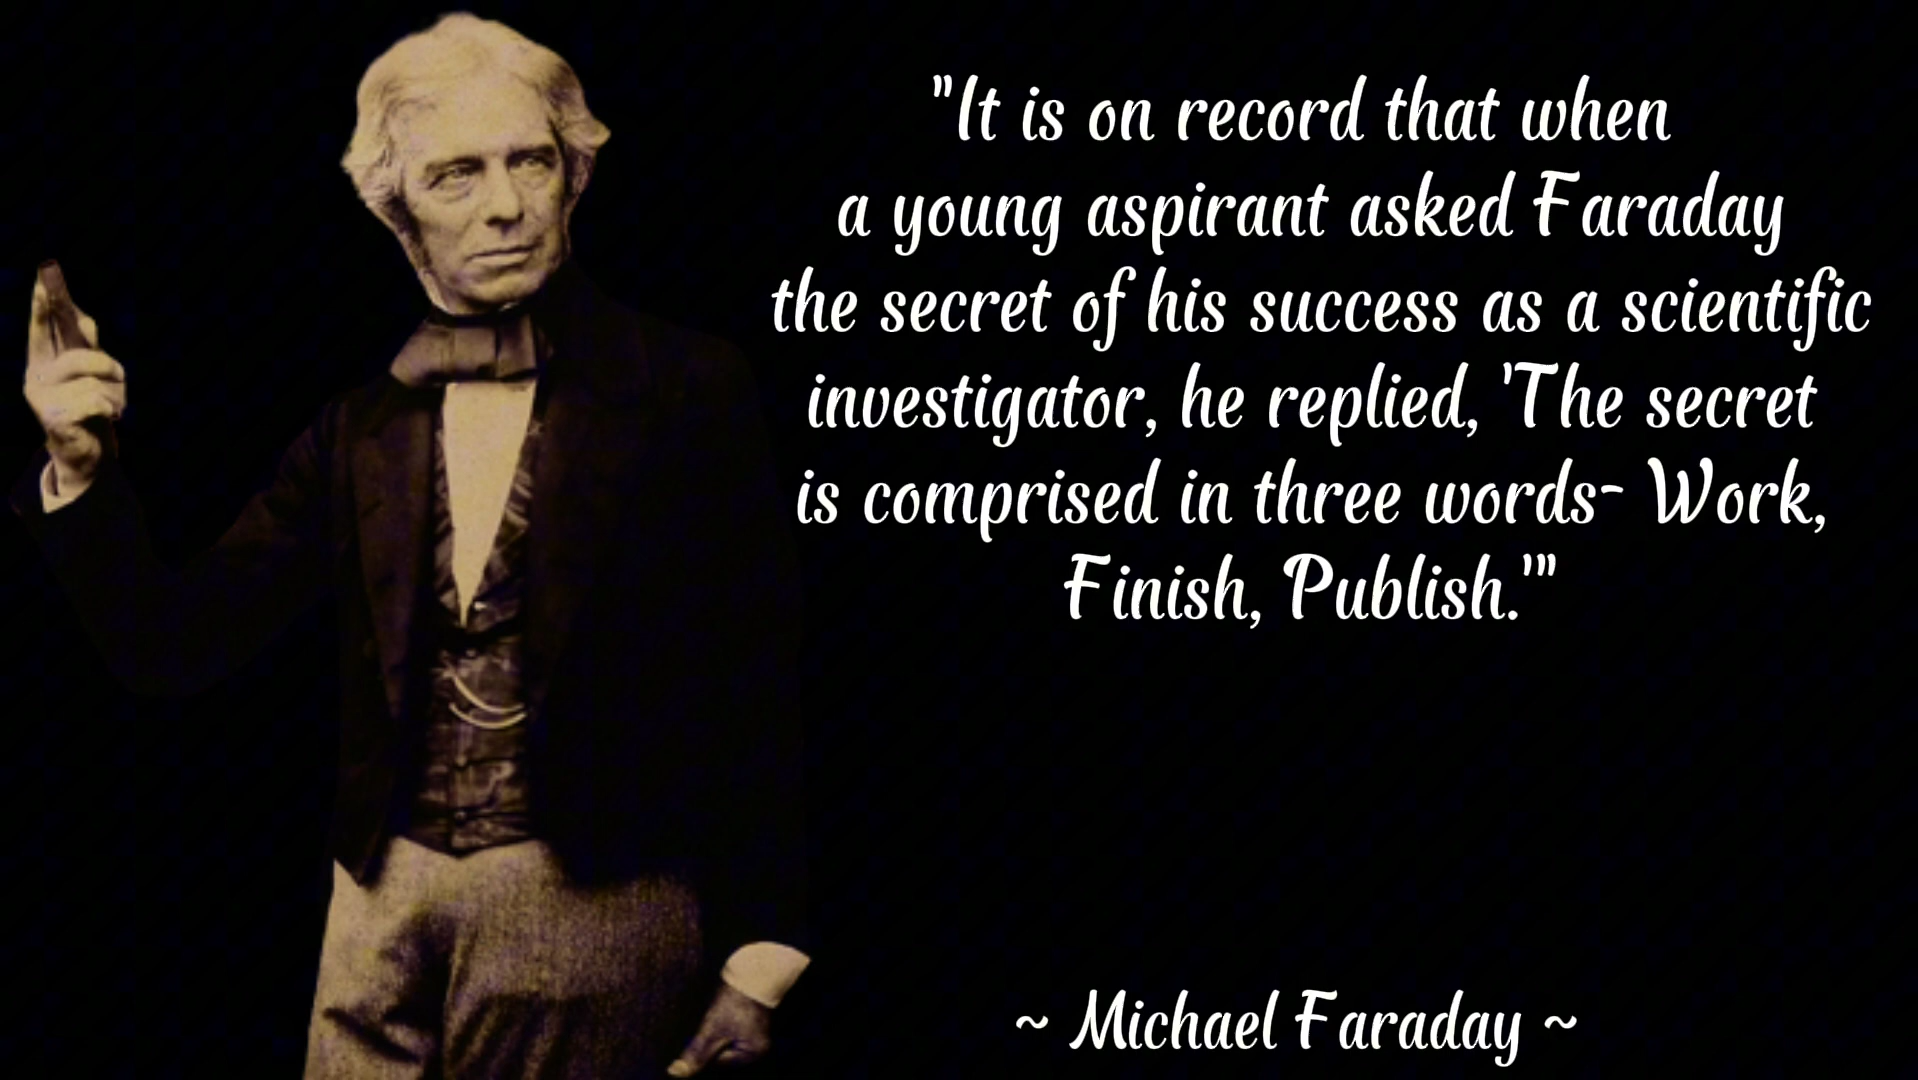 "It is on record that when
a young aspirant asked Faraday
the secret of his success as a scientific
investigator, he replied, 'The secret
is comprised in three words- Work,
Finish, Publish.'"
~ Michael Faraday ~